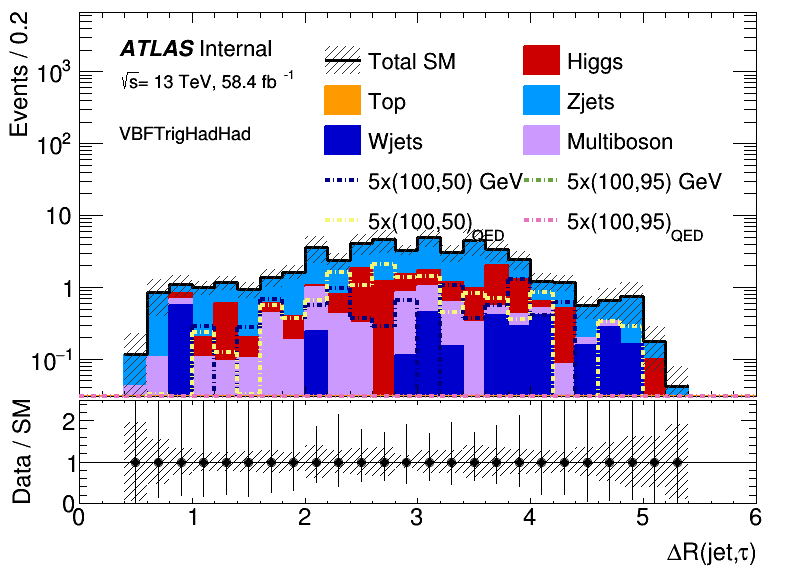 Events / 0.2
10³
10²
10
1
10⁻¹
ATLAS Internal
√s= 13 TeV, 58.4 fb⁻¹
VBFTrigHadHad
Total SM
Higgs
Top
Zjets
Wjets
Multiboson
5x(100,50) GeV
5x(100,95) GeV
5x(100,50)QED
5x(100,95)QED
Data / SM
2
1
0
0 1 2 3 4 5 6
ΔR(jet,τ)